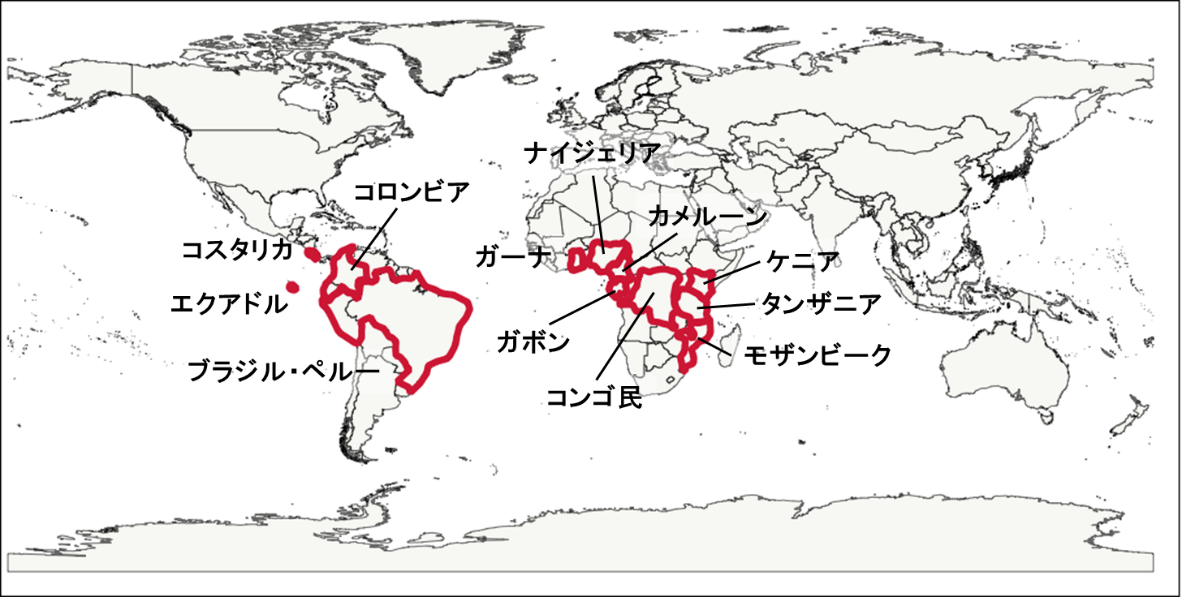 ナイジェリア
コロンビア
カメルーン
コスタリカ
ガーナ
ケニア
エクアドル
タンザニア
ガボン
モザンビーク
ブラジル・ペルー
コンゴ民